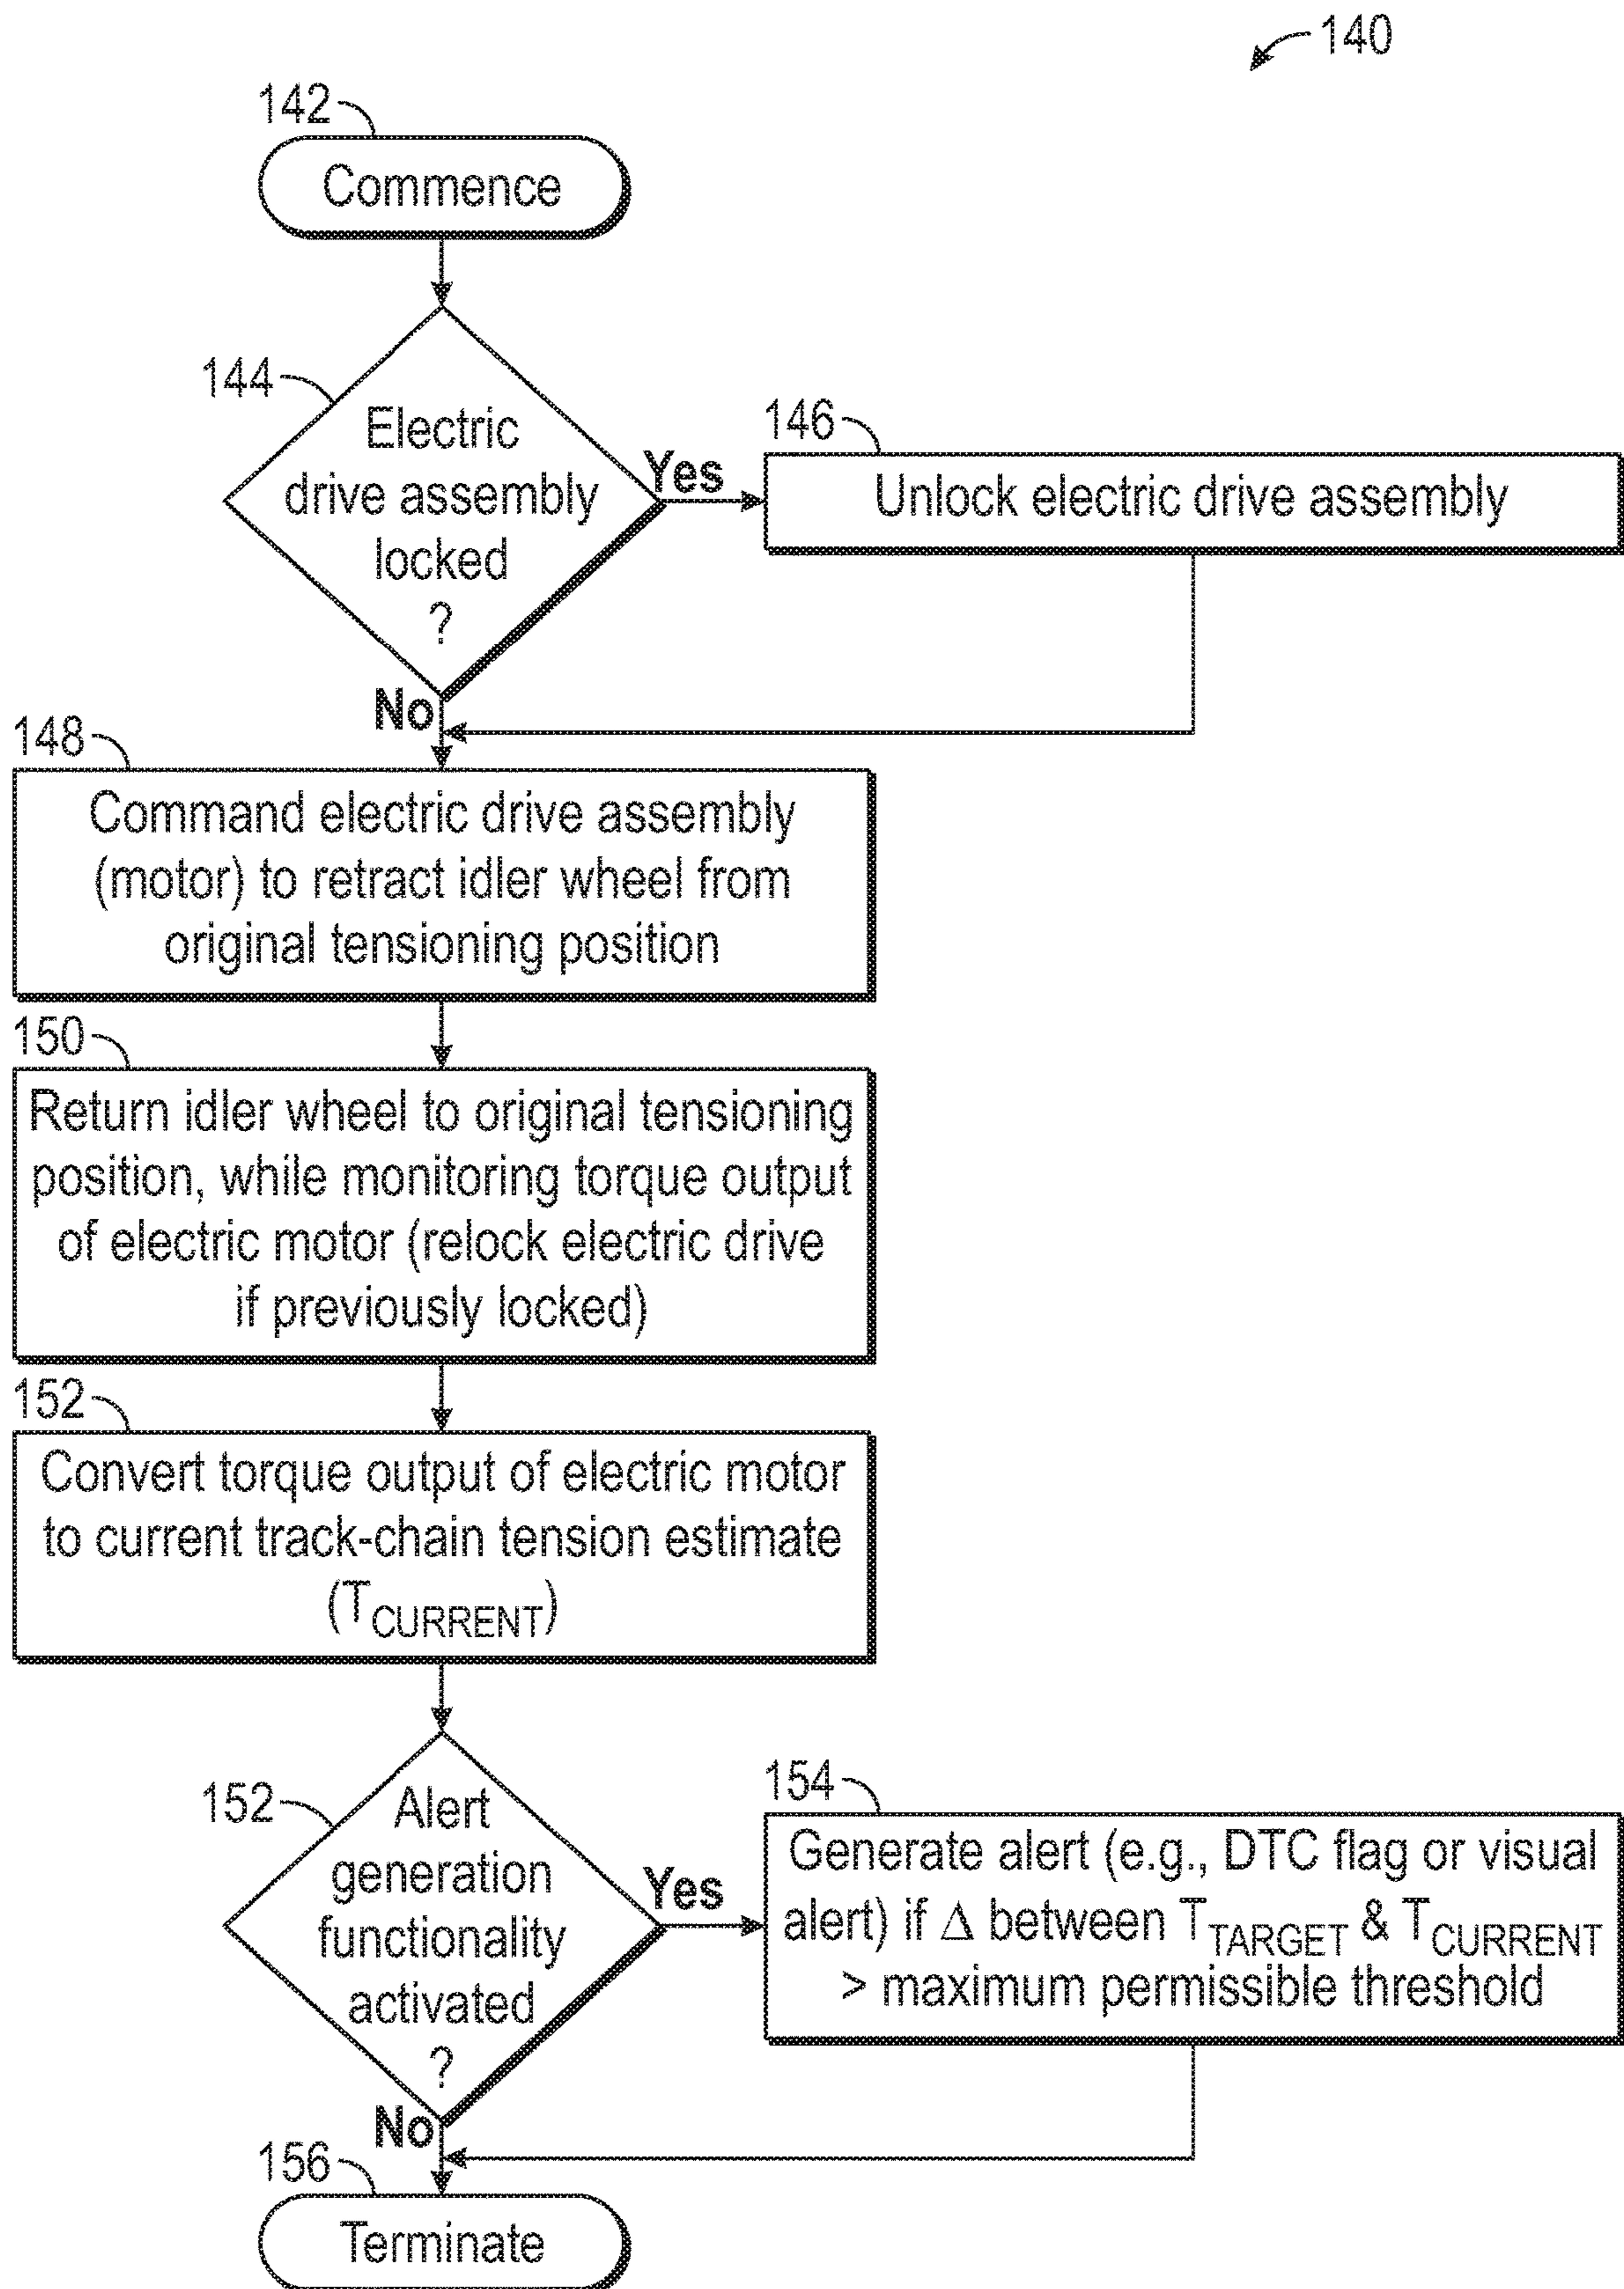 140
142
Commence
144
Electric
drive assembly
locked
?
Yes
No
146
Unlock electric drive assembly
148
Command electric drive assembly
(motor) to retract idler wheel from
original tensioning position
150
Return idler wheel to original tensioning
position, while monitoring torque output
of electric motor (relock electric drive
if previously locked)
152
Convert torque output of electric motor
to current track-chain tension estimate
(T_CURRENT)
152
Alert
generation
functionality
activated
?
Yes
No
154
Generate alert (e.g., DTC flag or visual
alert) if Δ between T_TARGET & T_CURRENT
> maximum permissible threshold
156
Terminate